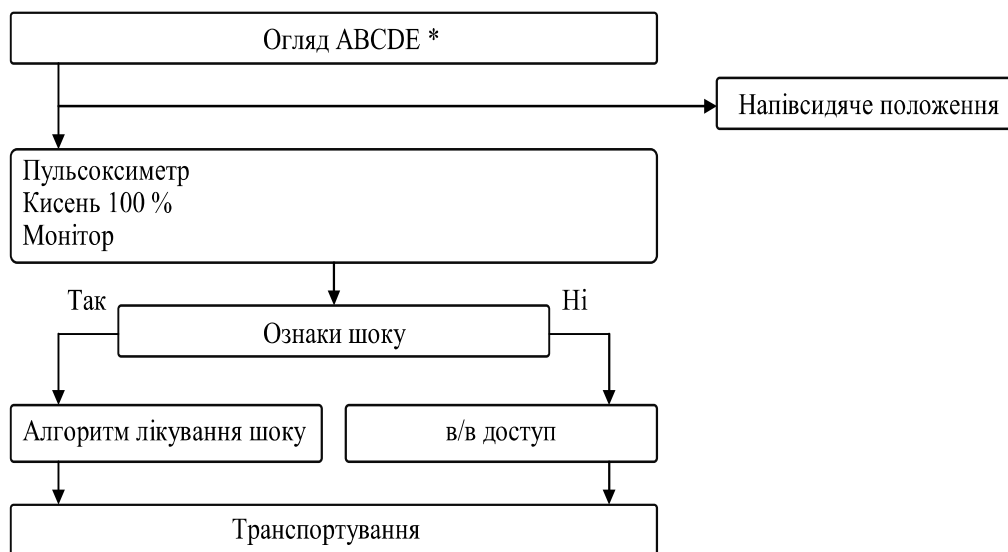 Огляд ABCDE *
Напівсидяче положення
Пульсоксиметр
Кисень 100 %
Монітор
Так
Ні
Ознаки шоку
Алгоритм лікування шоку
в/в доступ
Транспортування